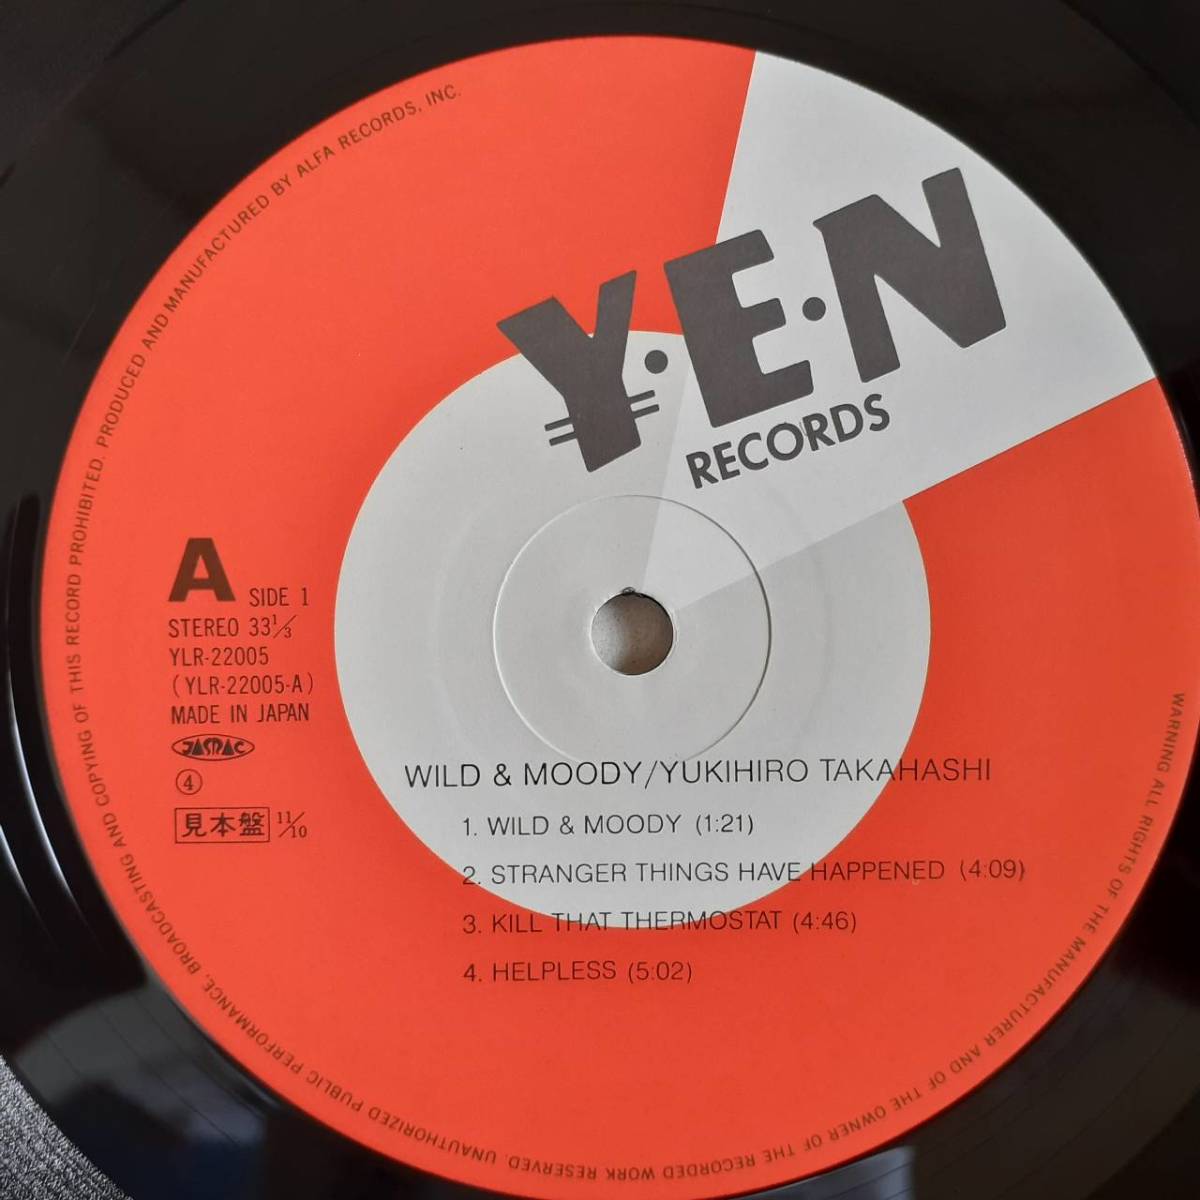 Y·E·N
RECORDS
A SIDE 1
STEREO 33 1/3
YLR-22005
(YLR-22005-A)
MADE IN JAPAN
JASRAC
④
見本盤 11/10
WILD & MOODY/YUKIHIRO TAKAHASHI
1. WILD & MOODY (1:21)
2. STRANGER THINGS HAVE HAPPENED (4:09)
3. KILL THAT THERMOSTAT (4:46)
4. HELPLESS (5:02)
WARNING ALL RIGHTS OF THE MANUFACTURER AND OF THE OWNER OF THE RECORDED WORK RESERVED. UNAUTHORIZED PUBLIC PERFORMANCE, BROADCASTING AND COPYING OF THIS RECORD PROHIBITED. PRODUCED AND MANUFACTURED BY ALFA RECORDS, INC.